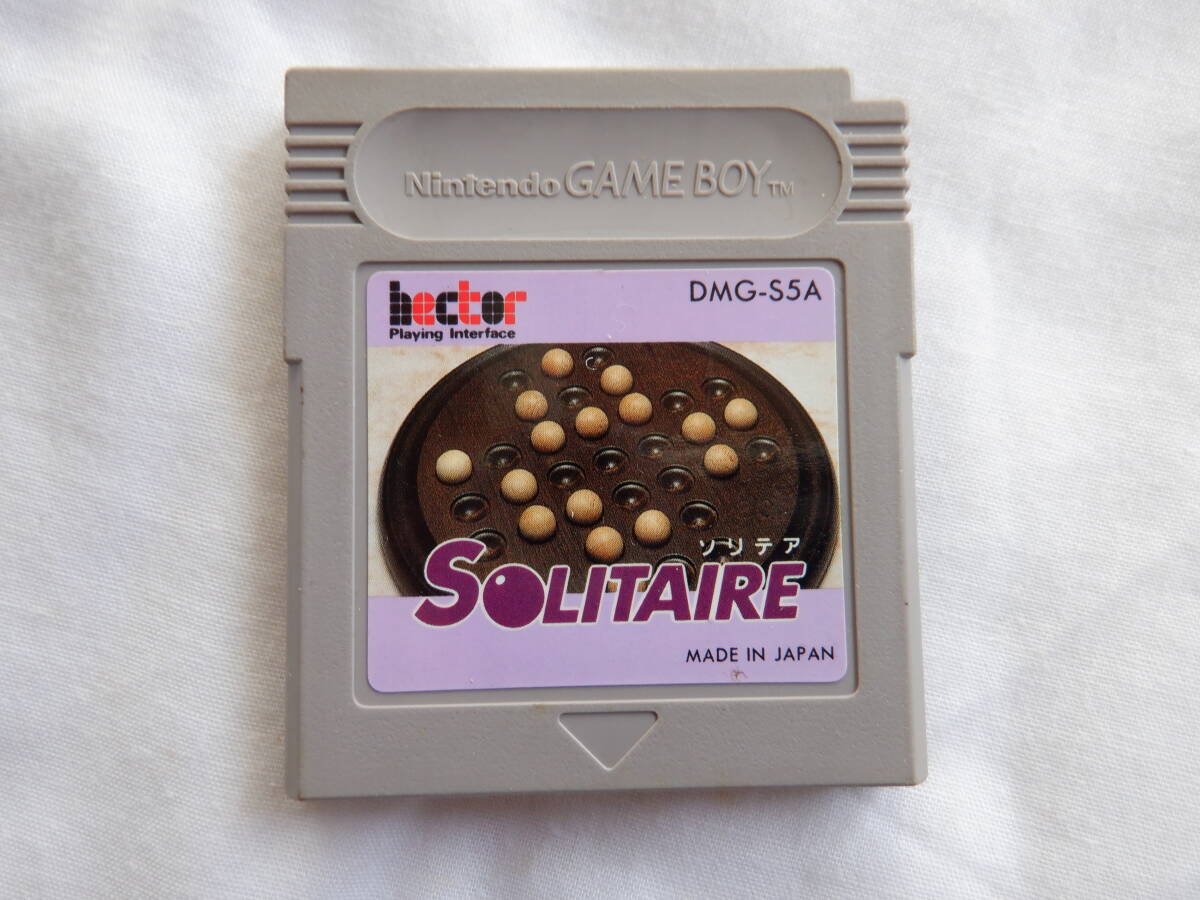 Nintendo GAME BOY™
hector
Playing Interface
DMG-S5A
ソリテア
SOLITAIRE
MADE IN JAPAN